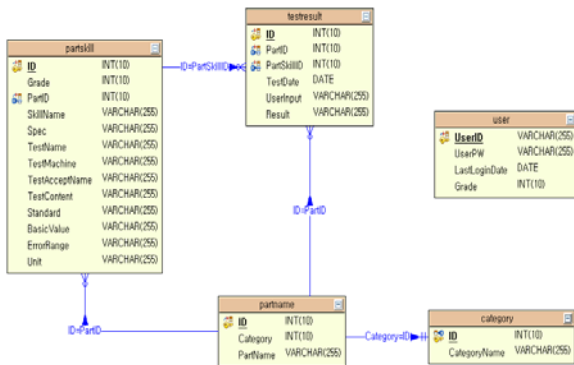 testresult
ID INT(10)
PartID INT(10)
PartSkillID INT(10)
TestDate DATE
UserInput VARCHAR(255)
Result VARCHAR(255)
partskill
ID INT(10)
Grade INT(10)
PartID INT(10)
SkillName VARCHAR(255)
Spec VARCHAR(255)
TestName VARCHAR(255)
TestMachine VARCHAR(255)
TestAcceptName VARCHAR(255)
TestContent VARCHAR(255)
Standard VARCHAR(255)
BasicValue VARCHAR(255)
ErrorRange VARCHAR(255)
Unit VARCHAR(255)
ID=PartSkillID
user
UserID VARCHAR(255)
UserPW VARCHAR(255)
LastLoginDate DATE
Grade INT(10)
ID=PartID
ID=PartID
partname
ID INT(10)
Category INT(10)
PartName VARCHAR(255)
Category=ID
category
ID INT(10)
CategoryName VARCHAR(255)